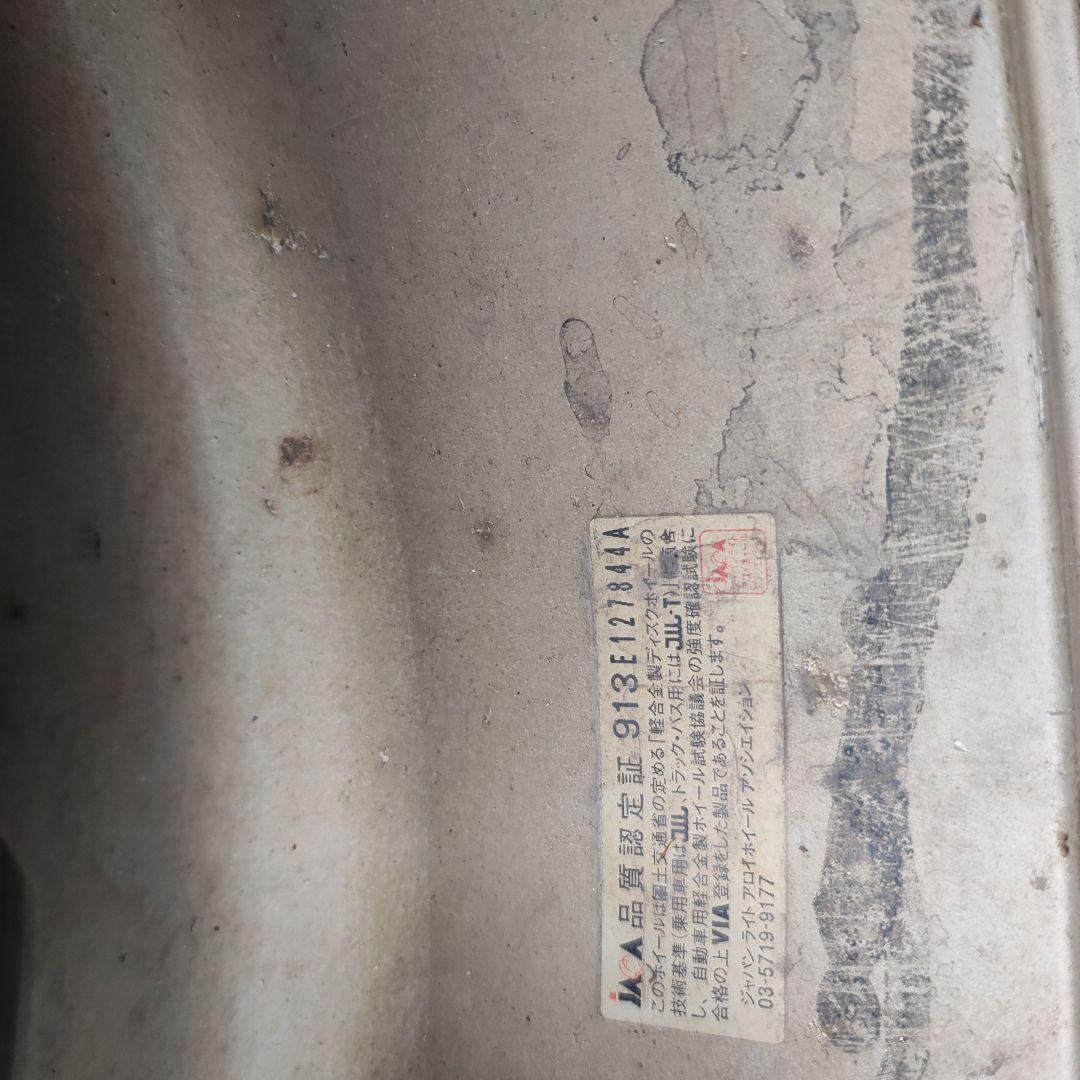 JAWA 品質認定証 913E127844A
このホイールは国土交通省の定める「軽合金製ディスクホイールの
技術基準(乗用車用はJWL、トラック・バス用にはJWL-T)」に
し、自動車用軽合金製ホイール試験協議会の強度確認試験に
合格の上VIA登録をした製品であることを証します。
ジャパン ライト アロイホイール アソシエイション
03-5719-9177